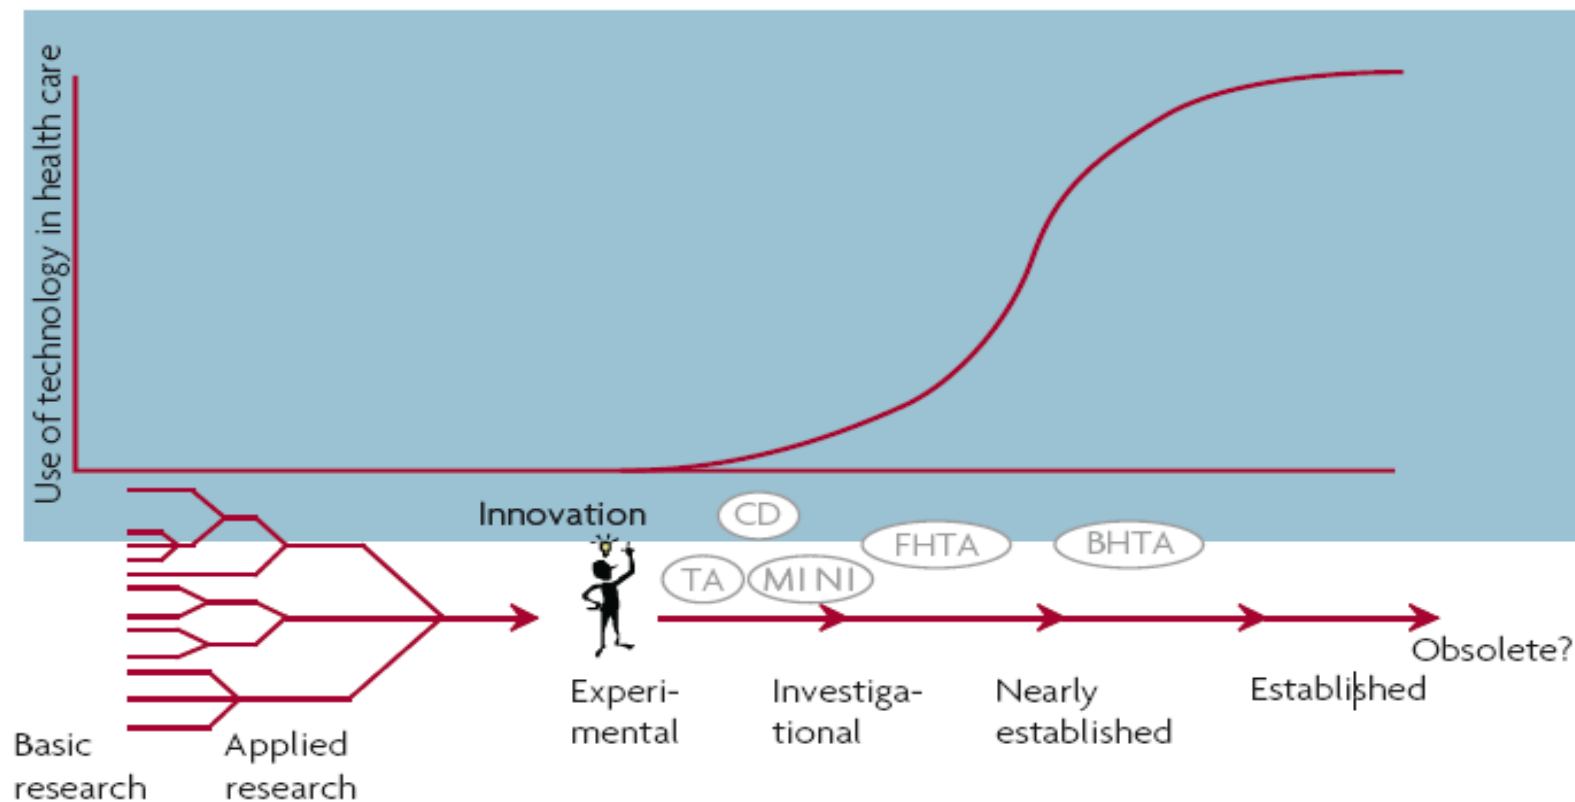 Use of technology in health care
Innovation
CD
FHTA
BHTA
TA
MINI
Obsolete?
Experi-
mental
Investiga-
tional
Nearly
established
Established
Basic
research
Applied
research